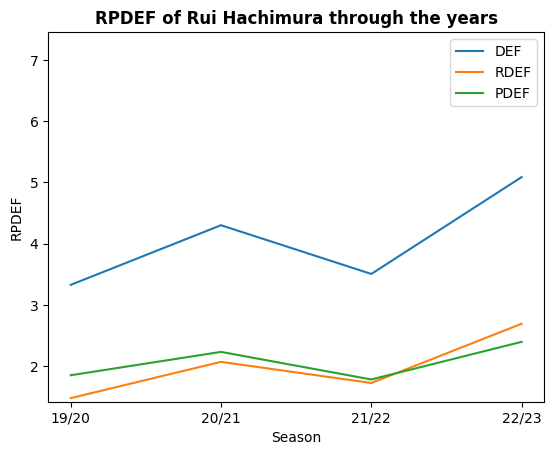 RPDEF of Rui Hachimura through the years
DEF
RDEF
PDEF
7
6
5
4
3
2
RPDEF
19/20 20/21 21/22 22/23
Season